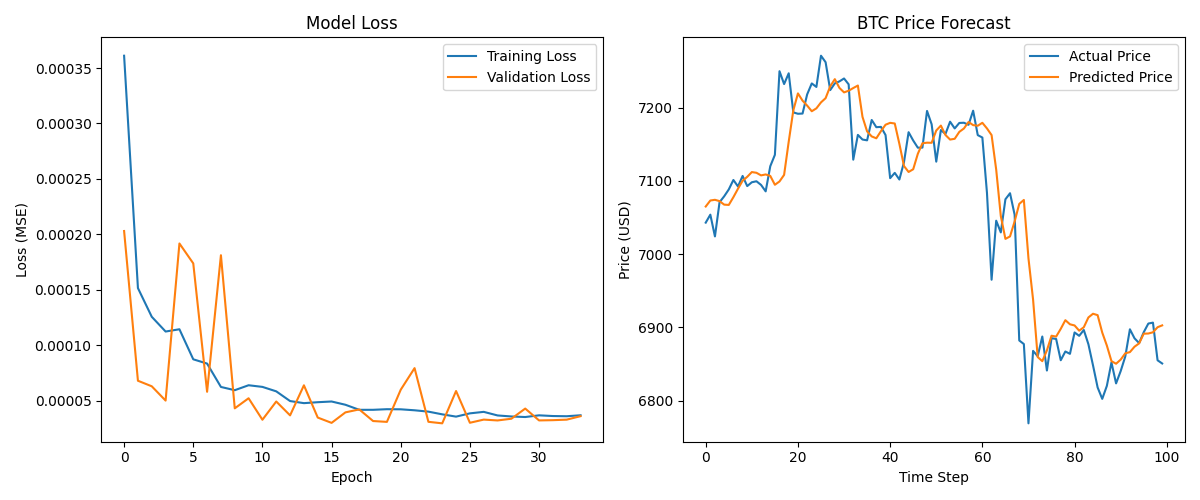 Model Loss
Loss (MSE)
0.00035
0.00030
0.00025
0.00020
0.00015
0.00010
0.00005
Training Loss
Validation Loss
0 5 10 15 20 25 30
Epoch
BTC Price Forecast
Price (USD)
7200
7100
7000
6900
6800
Actual Price
Predicted Price
0 20 40 60 80 100
Time Step